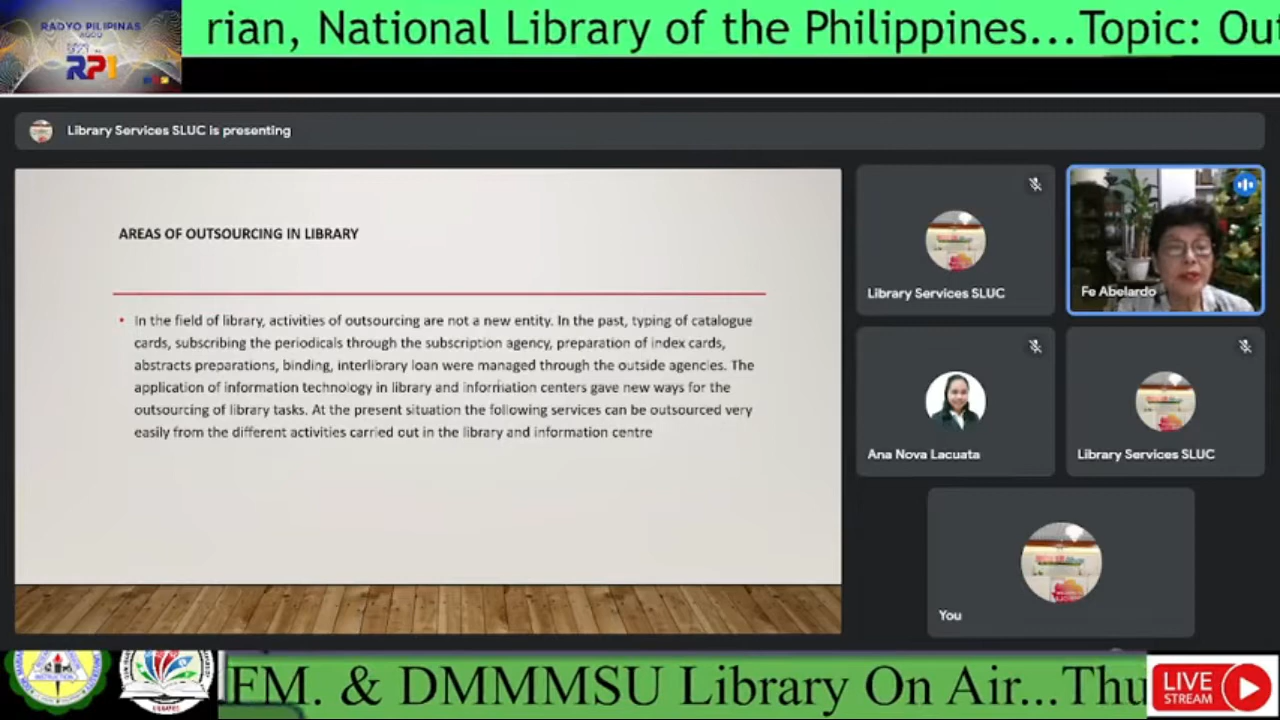 RADYO PILIPINAS
AGOO
RP1
rian, National Library of the Philippines...Topic: Ou
Library Services SLUC is presenting
AREAS OF OUTSOURCING IN LIBRARY
• In the field of library, activities of outsourcing are not a new entity. In the past, typing of catalogue
cards, subscribing the periodicals through the subscription agency, preparation of index cards,
abstracts preparations, binding, interlibrary loan were managed through the outside agencies. The
application of information technology in library and information centers gave new ways for the
outsourcing of library tasks. At the present situation the following services can be outsourced very
easily from the different activities carried out in the library and information centre
Library Services SLUC
Fe Abelardo
Ana Nova Lacuata
Library Services SLUC
You
FM. & DMMMSU Library On Air...Thu
LIVE
STREAM